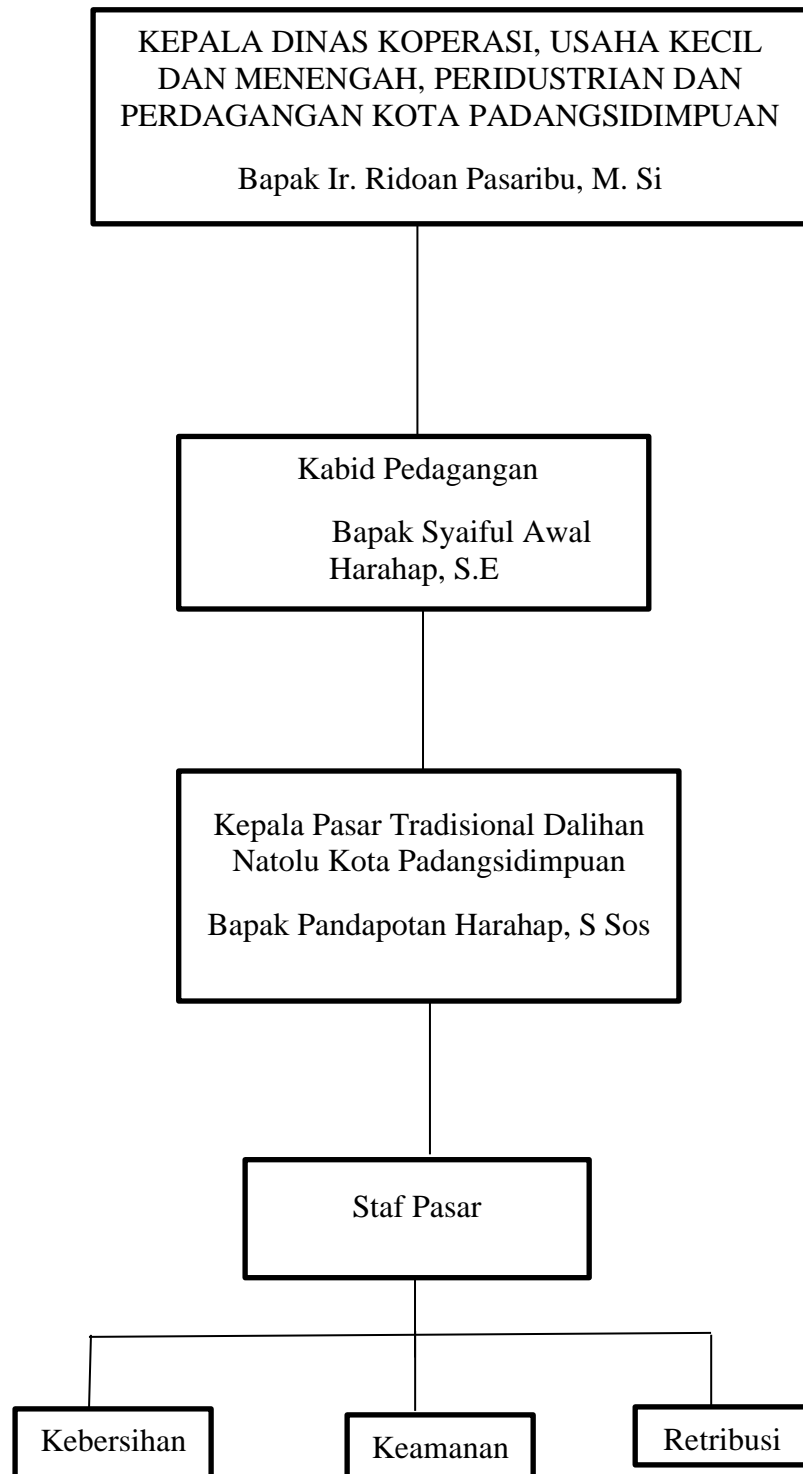 KEPALA DINAS KOPERASI, USAHA KECIL
DAN MENENGAH, PERIDUSTRIAN DAN
PERDAGANGAN KOTA PADANGSIDIMPUAN
Bapak Ir. Ridoan Pasaribu, M. Si
Kabid Pedagangan
Bapak Syaiful Awal
Harahap, S.E
Kepala Pasar Tradisional Dalihan
Natolu Kota Padangsidimpuan
Bapak Pandapotan Harahap, S Sos
Staf Pasar
Kebersihan
Keamanan
Retribusi